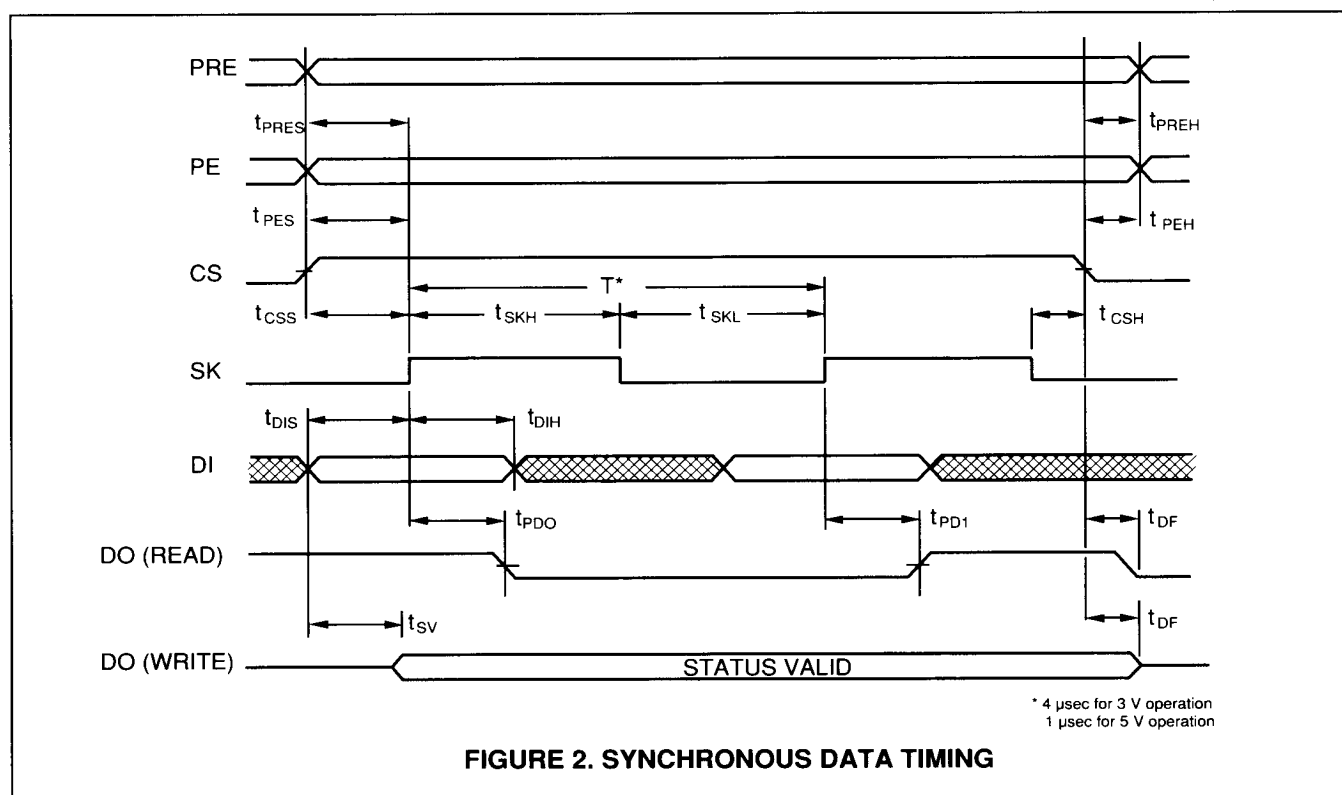 PRE
tPRES
tPREH
PE
tPES
tPEH
CS
T*
tCSS
tSKH
tSKL
tCSH
SK
tDIS
tDIH
DI
tPDO
tPD1
tDF
DO (READ)
tSV
tDF
DO (WRITE)
STATUS VALID
* 4 µsec for 3 V operation
1 µsec for 5 V operation
FIGURE 2. SYNCHRONOUS DATA TIMING